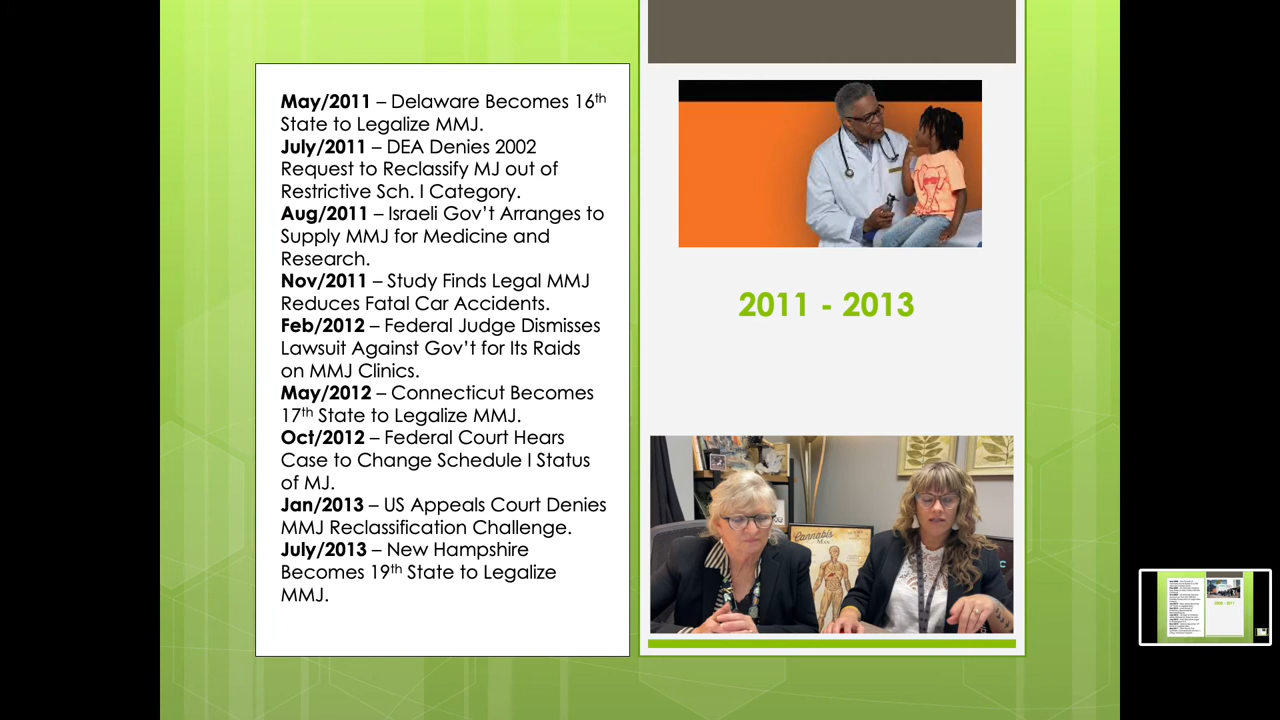 May/2011 – Delaware Becomes 16th
State to Legalize MMJ.
July/2011 – DEA Denies 2002
Request to Reclassify MJ out of
Restrictive Sch. I Category.
Aug/2011 – Israeli Gov’t Arranges to
Supply MMJ for Medicine and
Research.
Nov/2011 – Study Finds Legal MMJ
Reduces Fatal Car Accidents.
Feb/2012 – Federal Judge Dismisses
Lawsuit Against Gov’t for Its Raids
on MMJ Clinics.
May/2012 – Connecticut Becomes
17th State to Legalize MMJ.
Oct/2012 – Federal Court Hears
Case to Change Schedule I Status
of MJ.
Jan/2013 – US Appeals Court Denies
MMJ Reclassification Challenge.
July/2013 – New Hampshire
Becomes 19th State to Legalize
MMJ.
2011 - 2013
Cannabis
Man